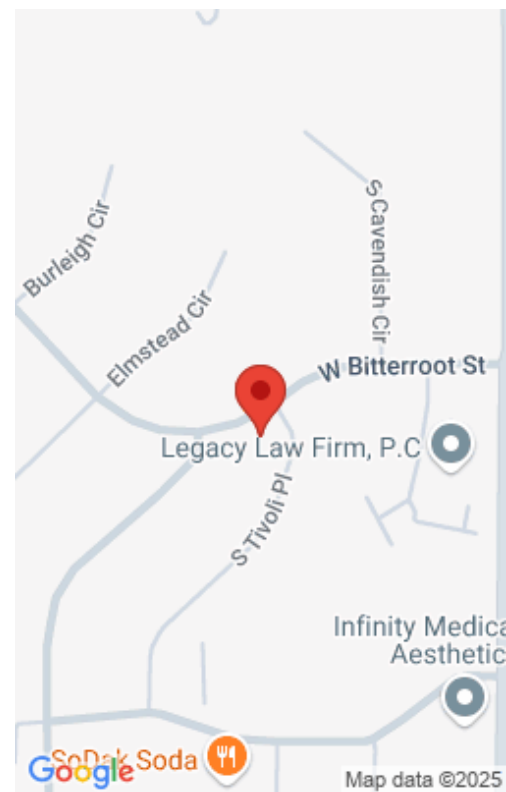 S Cavendish Cir
Burleigh Cir
Elmstead Cir
W Bitterroot St
Legacy Law Firm, P.C
S Tivoli Pl
Infinity Medica
Aesthetic
SoDak Soda
Google
Map data ©2025